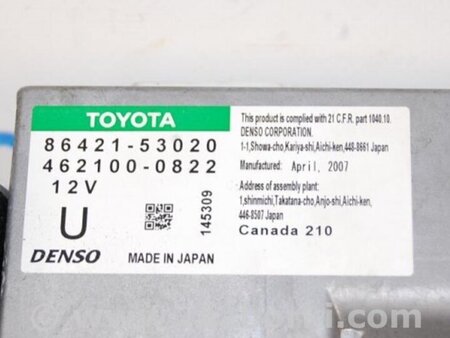 TOYOTA
86421-53020
462100-0822
12V
U
145309
DENSO
MADE IN JAPAN
This product is complied with 21 C.F.R. part 1040.10.
DENSO CORPORATION.
1-1,Showa-cho,Kariya-shi,Aichi-ken,448-8661 Japan
Manufactured: April, 2007
Address of assembly plant:
1,shinmichi,Takatana-cho,Anjo-shi,Aichi-ken,
446-8507 Japan
Canada 210